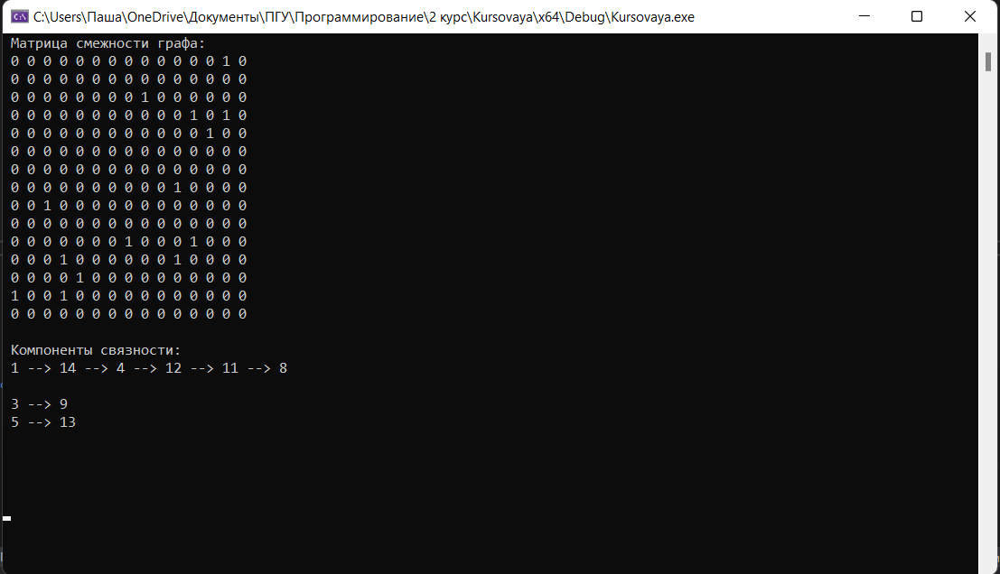 C:\Users\Паша\OneDrive\Документы\ПГУ\Программирование\2 курс\Kursovaya\x64\Debug\Kursovaya.exe
Матрица смежности графа:
0 0 0 0 0 0 0 0 0 0 0 0 0 1 0
0 0 0 0 0 0 0 0 0 0 0 0 0 0 0
0 0 0 0 0 0 0 0 1 0 0 0 0 0 0
0 0 0 0 0 0 0 0 0 0 0 1 0 1 0
0 0 0 0 0 0 0 0 0 0 0 0 1 0 0
0 0 0 0 0 0 0 0 0 0 0 0 0 0 0
0 0 0 0 0 0 0 0 0 0 0 0 0 0 0
0 0 0 0 0 0 0 0 0 0 1 0 0 0 0
0 0 1 0 0 0 0 0 0 0 0 0 0 0 0
0 0 0 0 0 0 0 0 0 0 0 0 0 0 0
0 0 0 0 0 0 0 1 0 0 0 1 0 0 0
0 0 0 1 0 0 0 0 0 0 1 0 0 0 0
0 0 0 0 1 0 0 0 0 0 0 0 0 0 0
1 0 0 1 0 0 0 0 0 0 0 0 0 0 0
0 0 0 0 0 0 0 0 0 0 0 0 0 0 0
Компоненты связности:
1 --> 14 --> 4 --> 12 --> 11 --> 8
3 --> 9
5 --> 13